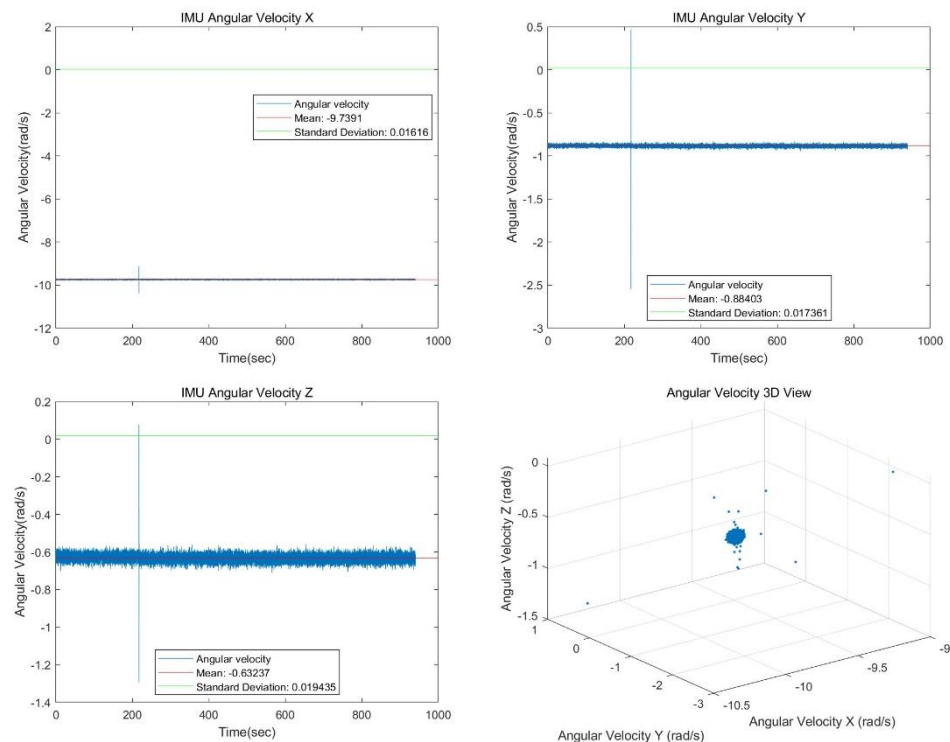 IMU Angular Velocity X
2
0
-2
-4
-6
-8
-10
-12
Angular Velocity(rad/s)
Angular velocity
Mean: -9.7391
Standard Deviation: 0.01616
0 200 400 600 800 1000
Time(sec)
IMU Angular Velocity Y
0.5
0
-0.5
-1
-1.5
-2
-2.5
-3
Angular Velocity(rad/s)
Angular velocity
Mean: -0.88403
Standard Deviation: 0.017361
0 200 400 600 800 1000
Time(sec)
IMU Angular Velocity Z
0.2
0
-0.2
-0.4
-0.6
-0.8
-1
-1.2
-1.4
Angular Velocity(rad/s)
Angular velocity
Mean: -0.63237
Standard Deviation: 0.019435
0 200 400 600 800 1000
Time(sec)
Angular Velocity 3D View
0
-0.5
-1
-1.5
Angular Velocity Z (rad/s)
1
0
-1
-2
-3
Angular Velocity Y (rad/s)
-10.5
-10
-9.5
-9
Angular Velocity X (rad/s)